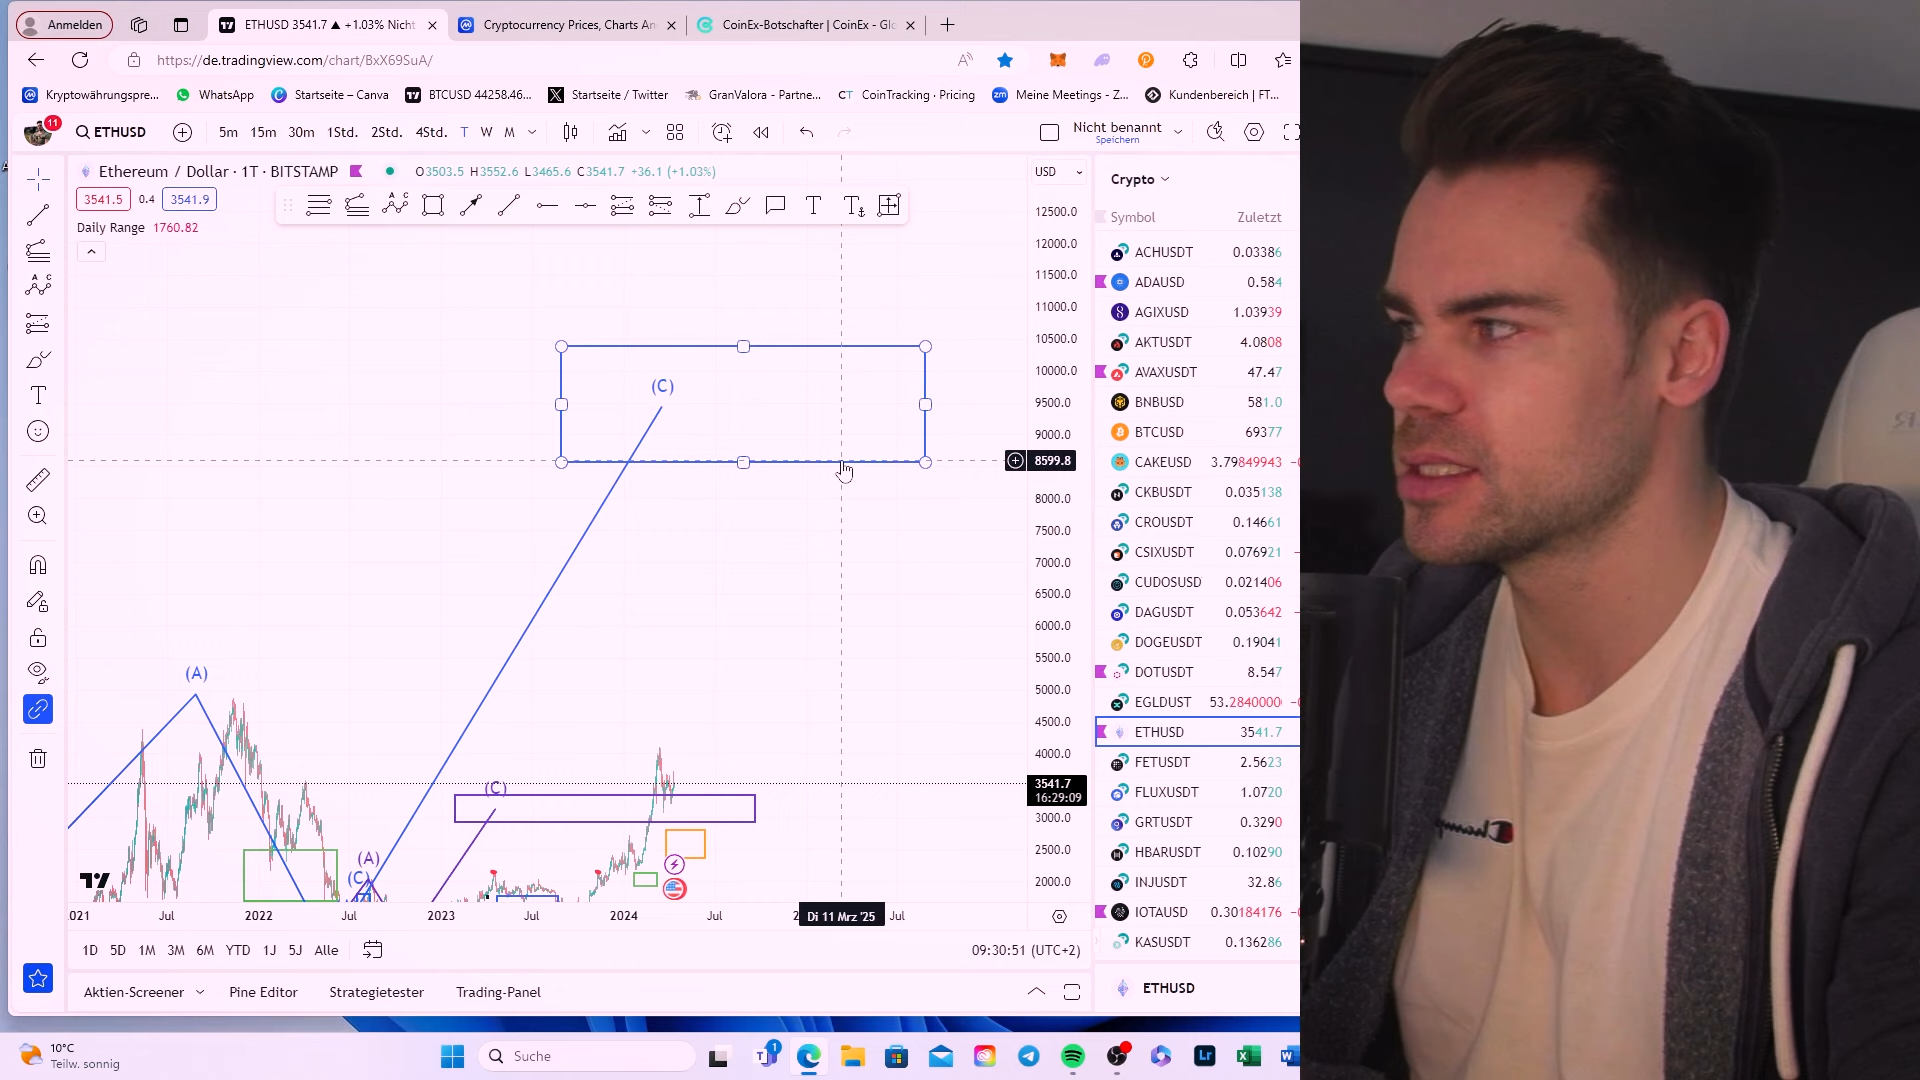 Anmelden
ETHUSD 3541.7 ▲ +1.03% Nicht
Cryptocurrency Prices, Charts An
CoinEx-Botschafter | CoinEx - Glo
https://de.tradingview.com/chart/BxX69SuA/
Kryptowährungspre...
WhatsApp
Startseite – Canva
BTCUSD 44258.46...
Startseite / Twitter
GranValora - Partne...
CoinTracking · Pricing
Meine Meetings - Z...
Kundenbereich | FT...
11
ETHUSD
5m 15m 30m 1Std. 2Std. 4Std. T W M
Nicht benannt
Speichern
Ethereum / Dollar · 1T · BITSTAMP
O3503.5 H3552.6 L3465.6 C3541.7 +36.1 (+1.03%)
3541.5 0.4 3541.9
Daily Range 1760.82
USD
12500.0
12000.0
11500.0
11000.0
10500.0
10000.0
9500.0
9000.0
8599.8
8000.0
7500.0
7000.0
6500.0
6000.0
5500.0
5000.0
4500.0
4000.0
3541.7
16:29:09
3000.0
2500.0
2000.0
(C)
(A)
(C)
(A)
(C)
021 Jul 2022 Jul 2023 Jul 2024 Jul
Di 11 Mrz '25
Jul
1D 5D 1M 3M 6M YTD 1J 5J Alle
09:30:51 (UTC+2)
Aktien-Screener
Pine Editor
Strategietester
Trading-Panel
Crypto
Symbol Zuletzt
ACHUSDT 0.03386
ADAUSD 0.584
AGIXUSD 1.03939
AKTUSDT 4.0808
AVAXUSDT 47.47
BNBUSD 581.0
BTCUSD 69377
CAKEUSD 3.79849943
CKBUSDT 0.035138
CROUSDT 0.14661
CSIXUSDT 0.076921
CUDOSUSD 0.021406
DAGUSDT 0.053642
DOGEUSDT 0.19041
DOTUSDT 8.547
EGLDUST 53.2840000
ETHUSD 3541.7
FETUSDT 2.5623
FLUXUSDT 1.0720
GRTUSDT 0.3290
HBARUSDT 0.10290
INJUSDT 32.86
IOTAUSD 0.30184176
KASUSDT 0.136286
ETHUSD
10°C
Teilw. sonnig
Suche
1